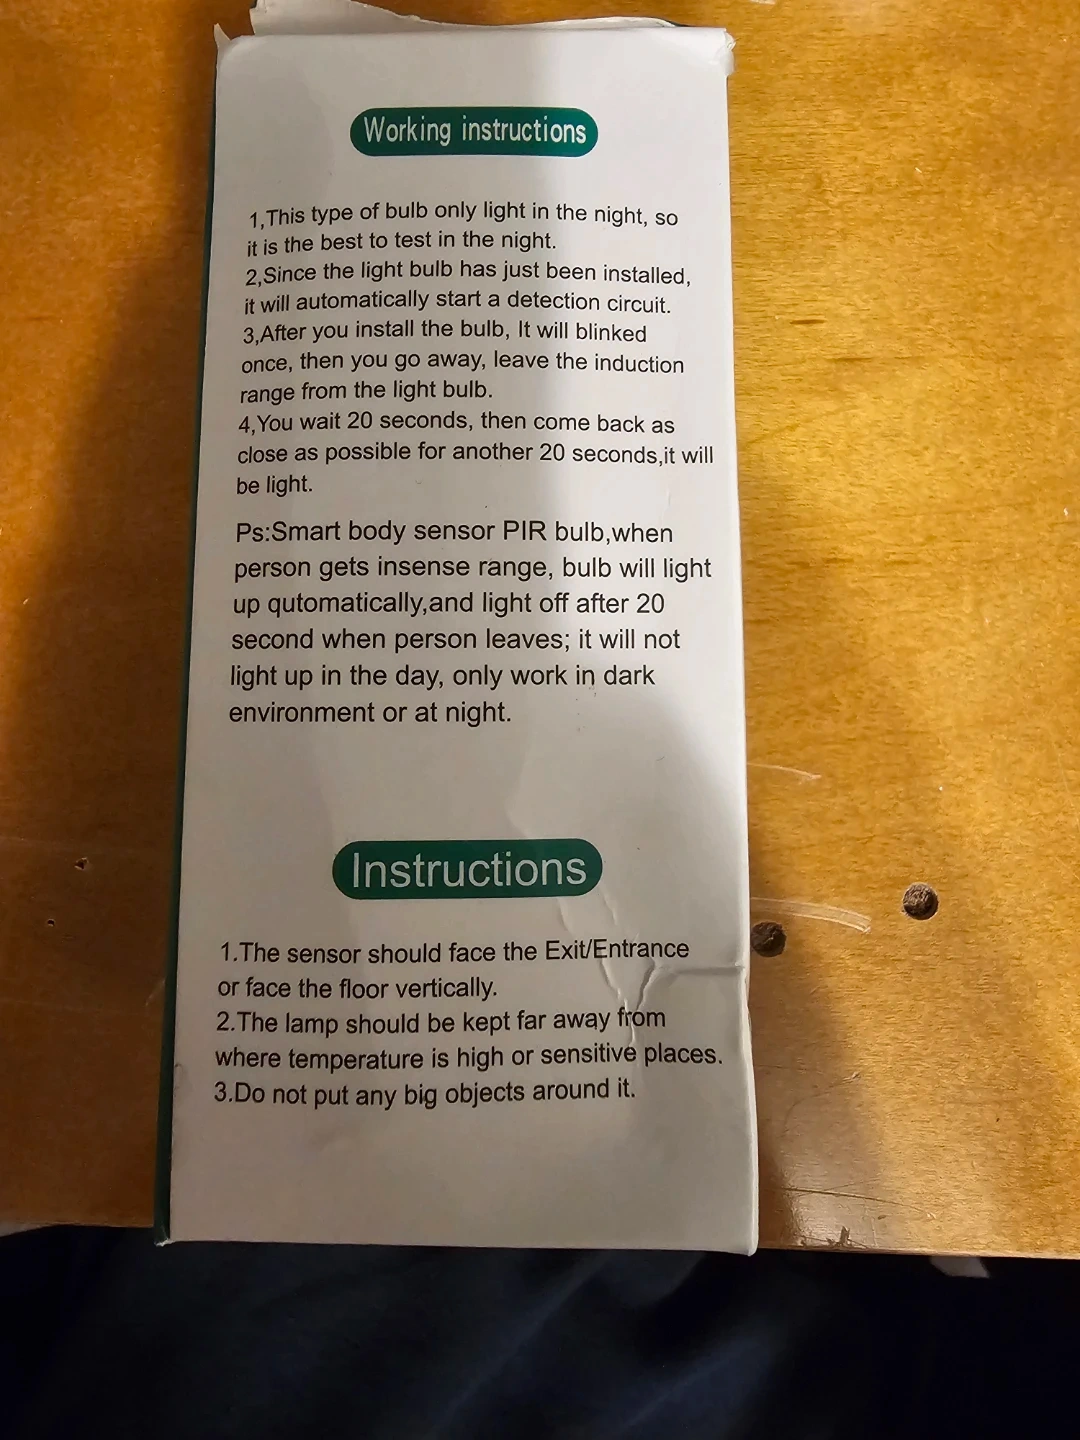 Working instructions
1,This type of bulb only light in the night, so
it is the best to test in the night.
2,Since the light bulb has just been installed,
it will automatically start a detection circuit.
3,After you install the bulb, It will blinked
once, then you go away, leave the induction
range from the light bulb.
4,You wait 20 seconds, then come back as
close as possible for another 20 seconds,it will
be light.
Ps:Smart body sensor PIR bulb,when
person gets insense range, bulb will light
up qutomatically,and light off after 20
second when person leaves; it will not
light up in the day, only work in dark
environment or at night.
Instructions
1.The sensor should face the Exit/Entrance
or face the floor vertically.
2.The lamp should be kept far away from
where temperature is high or sensitive places.
3.Do not put any big objects around it.